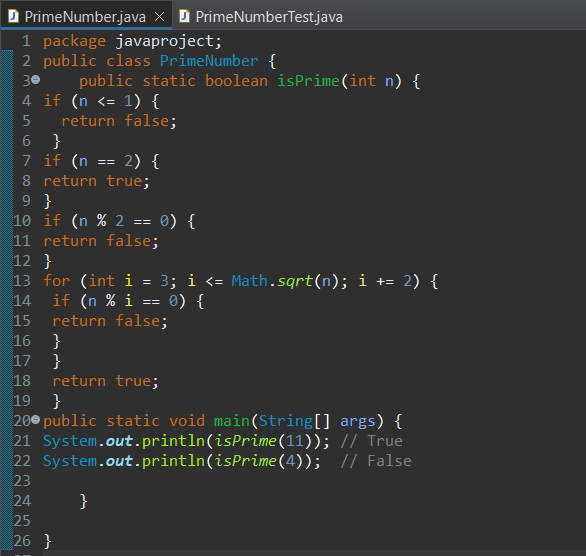 PrimeNumber.java PrimeNumberTest.java
1 package javaproject;
2 public class PrimeNumber {
3 public static boolean isPrime(int n) {
4 if (n <= 1) {
5 return false;
6 }
7 if (n == 2) {
8 return true;
9 }
10 if (n % 2 == 0) {
11 return false;
12 }
13 for (int i = 3; i <= Math.sqrt(n); i += 2) {
14 if (n % i == 0) {
15 return false;
16 }
17 }
18 return true;
19 }
20 public static void main(String[] args) {
21 System.out.println(isPrime(11)); // True
22 System.out.println(isPrime(4));  // False
23
24 }
25
26 }